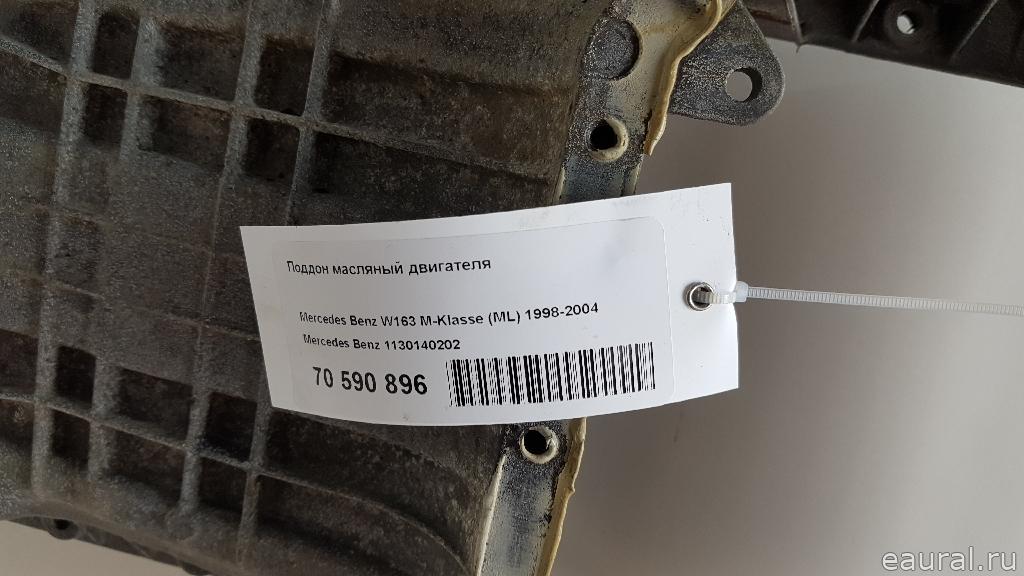 Поддон масляный двигателя
Mercedes Benz W163 M-Klasse (ML) 1998-2004
Mercedes Benz 1130140202
70 590 896
eaural.ru